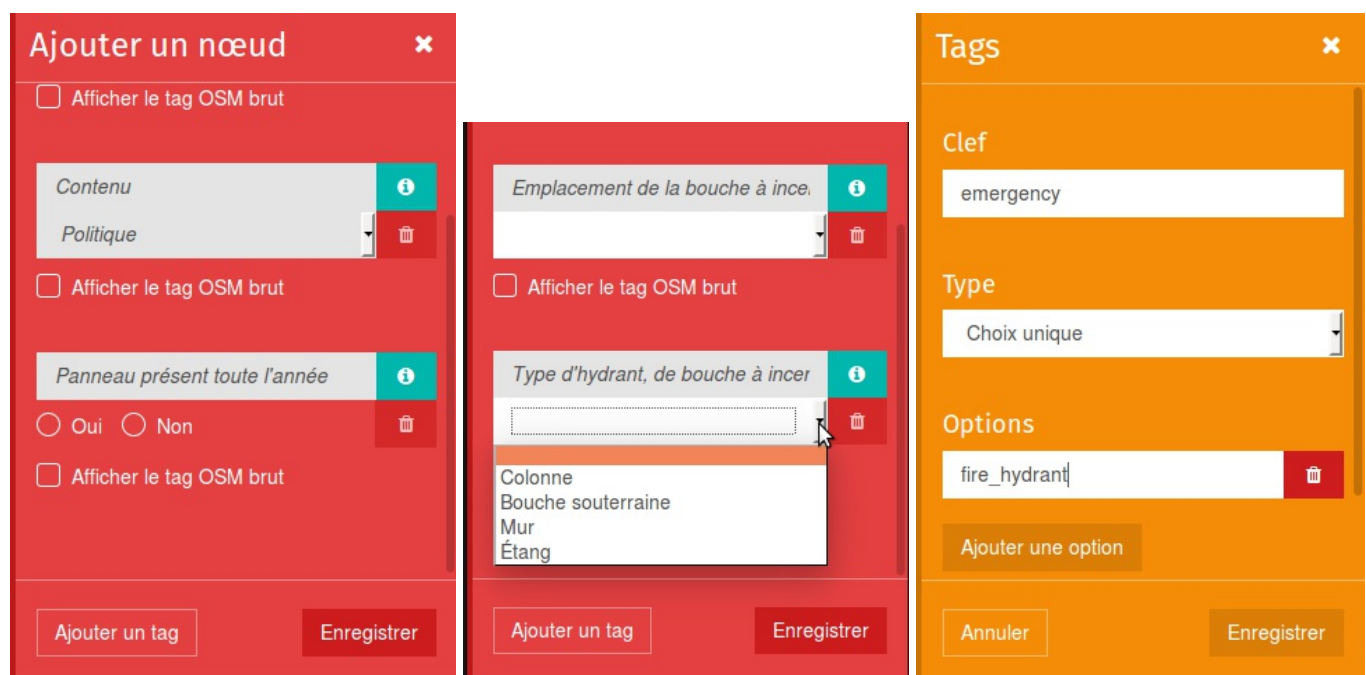 Ajouter un nœud
Afficher le tag OSM brut
Contenu
Politique
Afficher le tag OSM brut
Panneau présent toute l'année
Oui Non
Afficher le tag OSM brut
Ajouter un tag Enregistrer
Emplacement de la bouche à incer
Afficher le tag OSM brut
Type d'hydrant, de bouche à incer
Colonne
Bouche souterraine
Mur
Étang
Ajouter un tag Enregistrer
Tags
Clef
emergency
Type
Choix unique
Options
fire_hydrant
Ajouter une option
Annuler Enregistrer